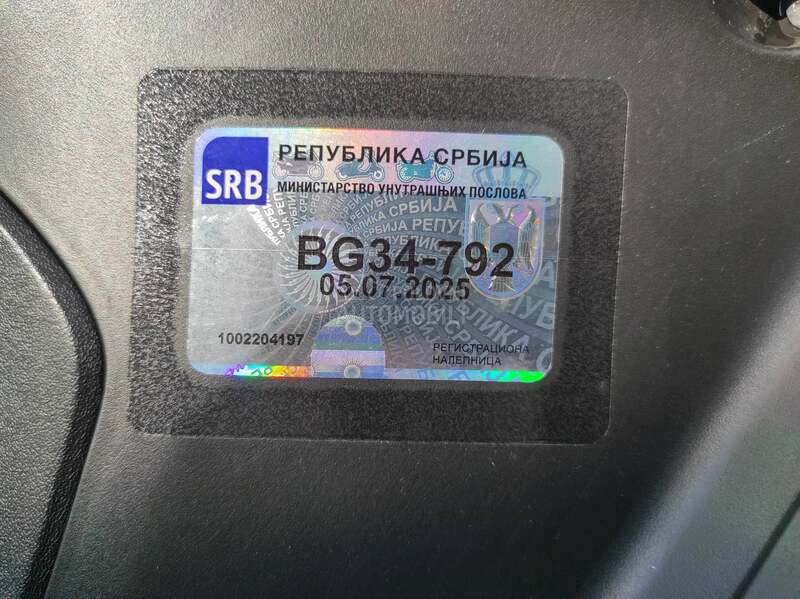 SRB
РЕПУБЛИКА СРБИЈА
МИНИСТАРСТВО УНУТРАШЊИХ ПОСЛОВА
BG34-792
05.07.2025
1002204197
РЕГИСТРАЦИОНА
НАЛЕПНИЦА